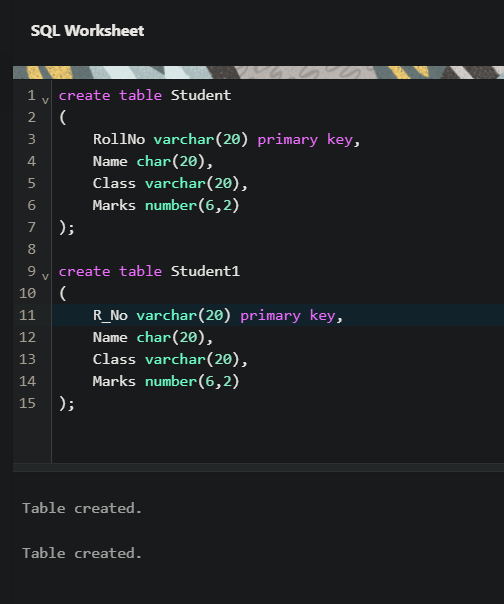 SQL Worksheet
1 create table Student
2 (
3 RollNo varchar(20) primary key,
4 Name char(20),
5 Class varchar(20),
6 Marks number(6,2)
7 );
8
9 create table Student1
10 (
11 R_No varchar(20) primary key,
12 Name char(20),
13 Class varchar(20),
14 Marks number(6,2)
15 );
Table created.
Table created.